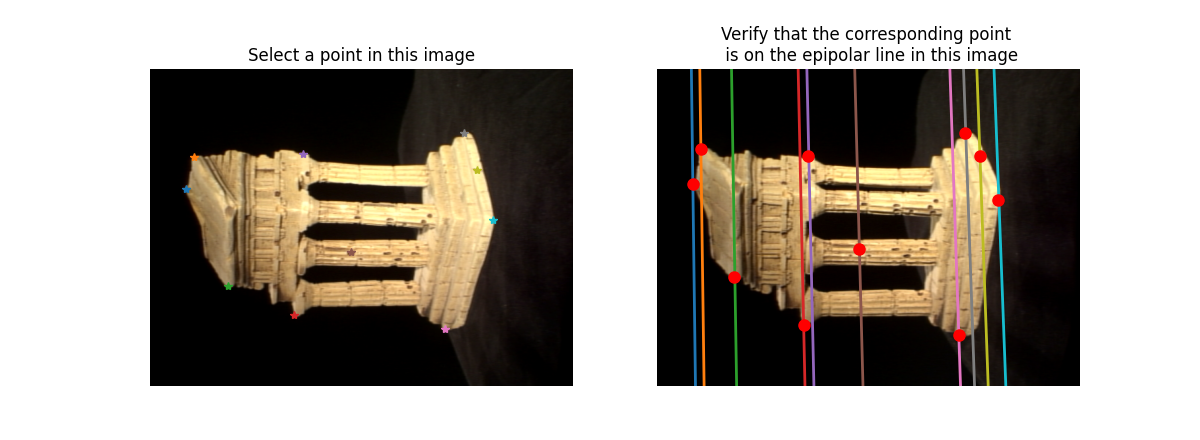 Select a point in this image
Verify that the corresponding point
is on the epipolar line in this image